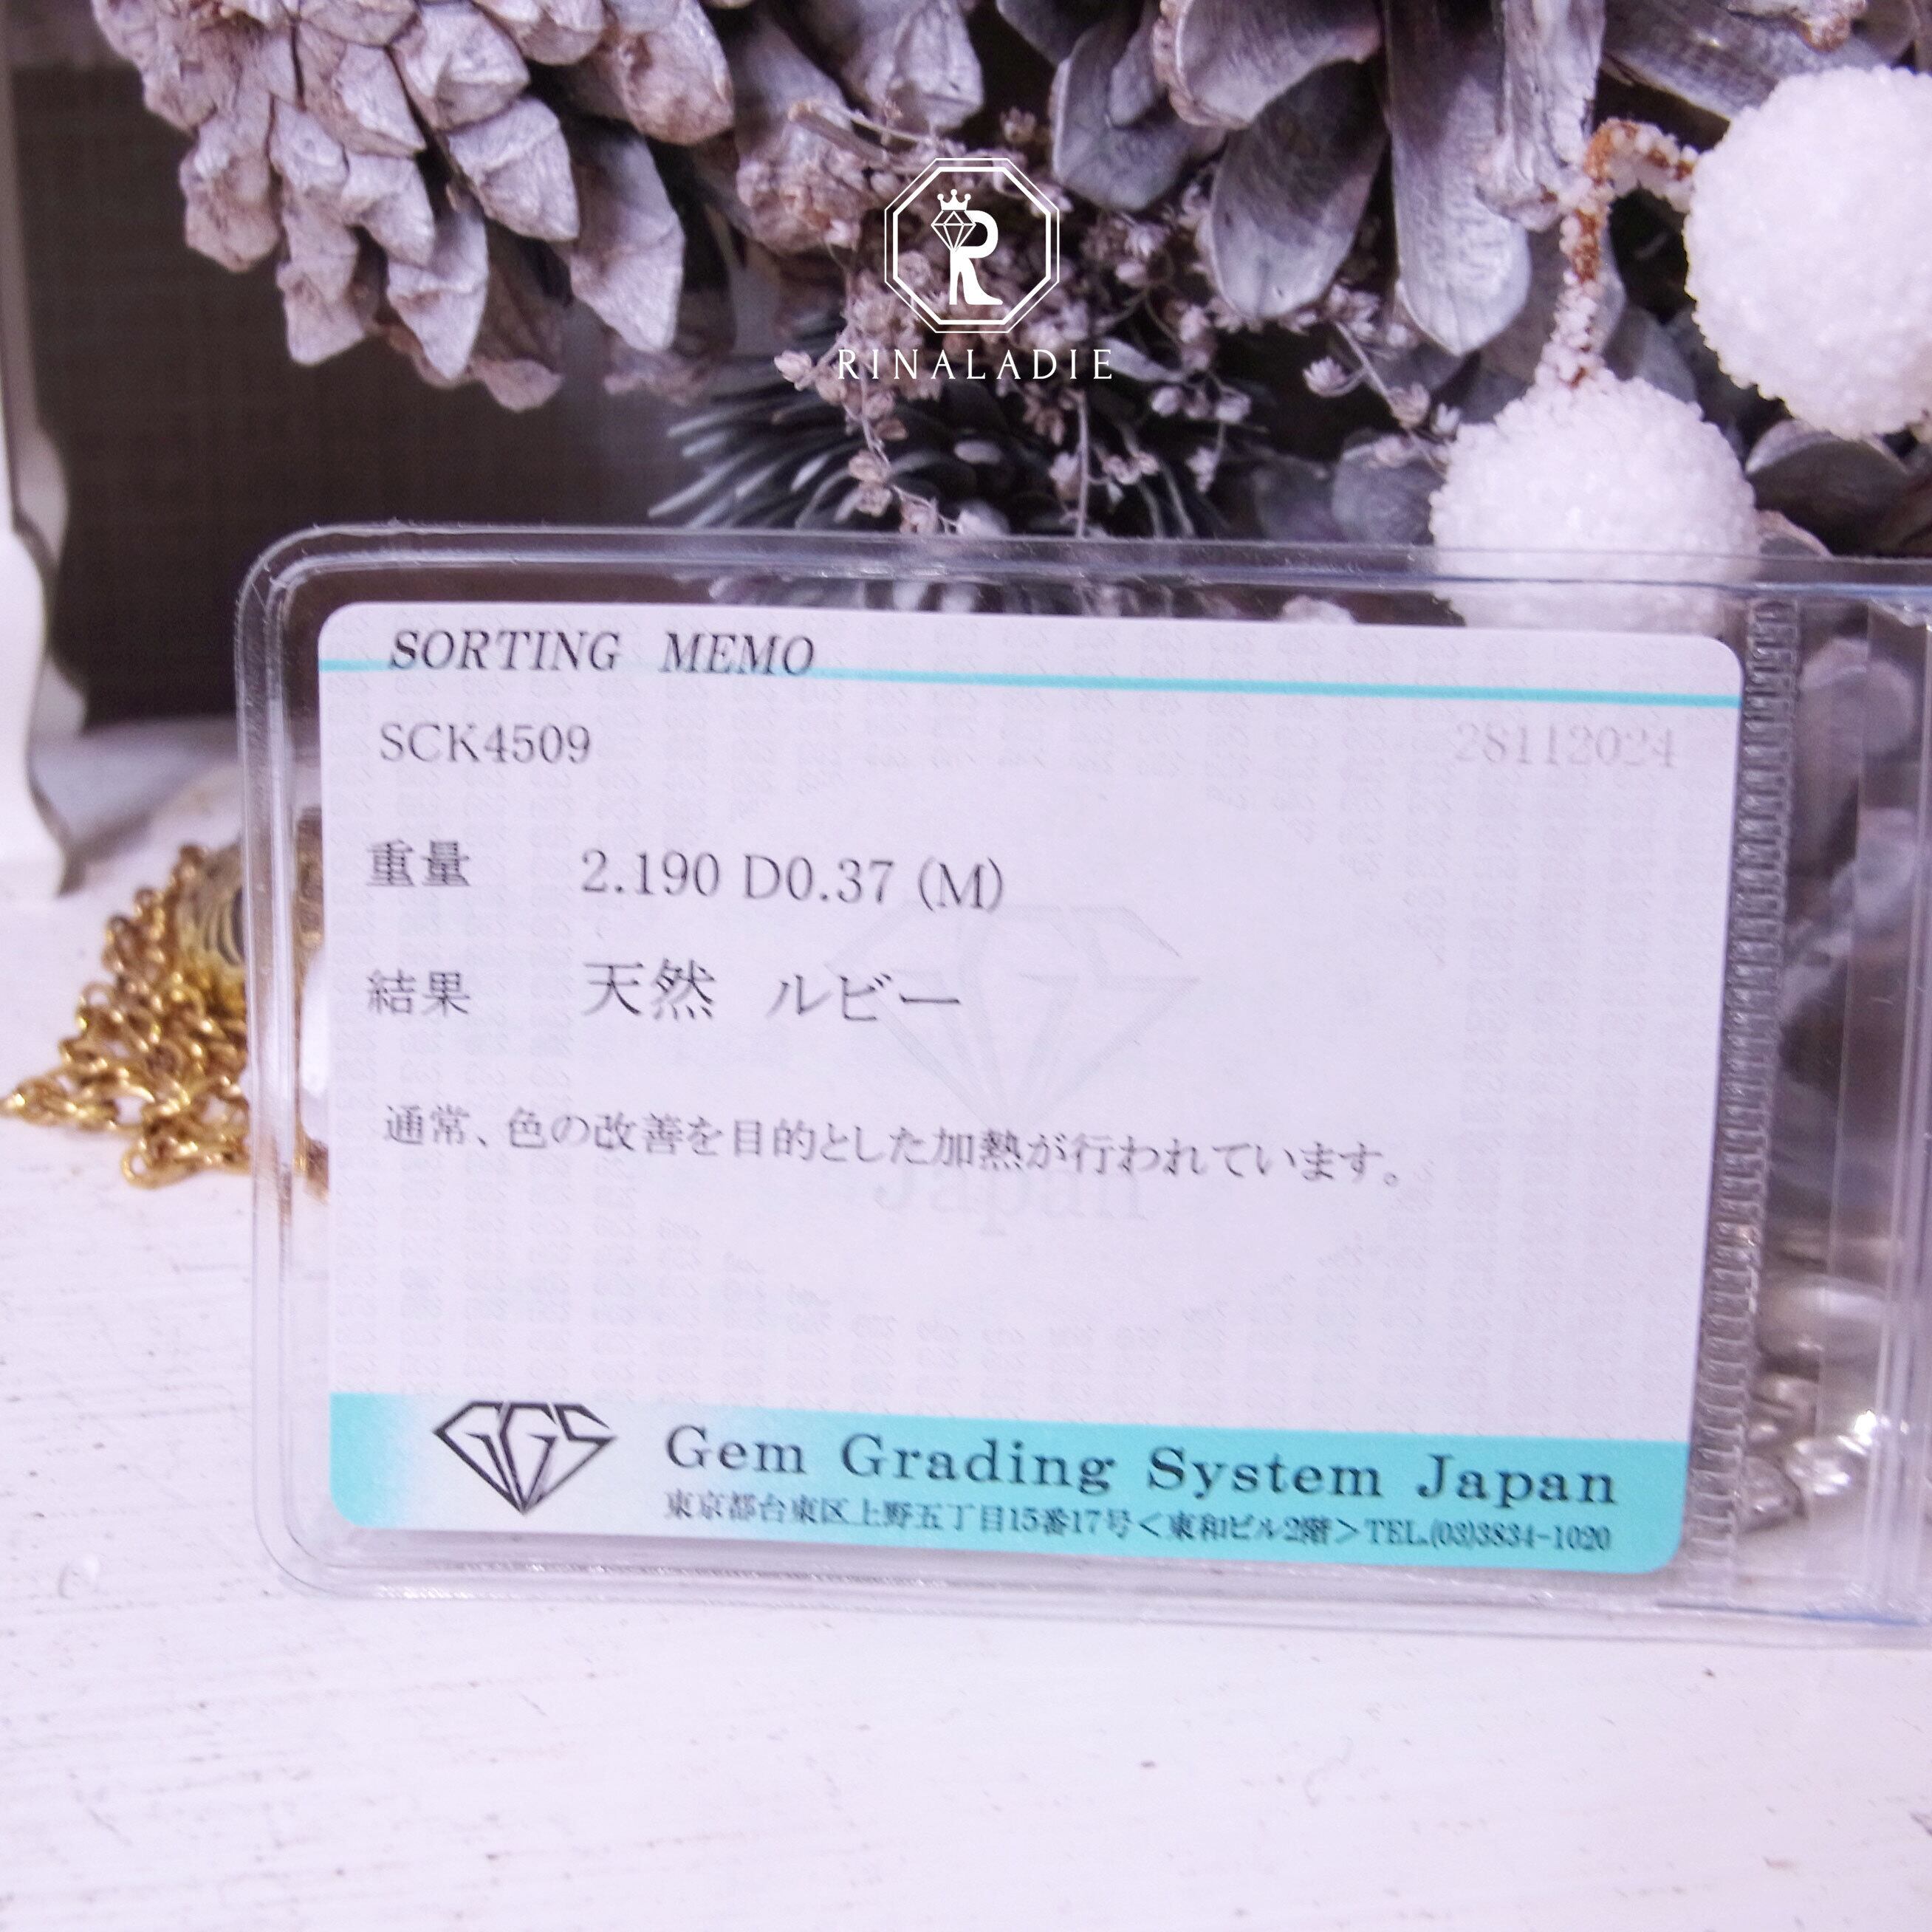 RINALADIE
SORTING MEMO
SCK4509 28112024
重量 2.190 D0.37 (M)
結果 天然 ルビー
通常、色の改善を目的とした加熱が行われています。
Japan
GGS Gem Grading System Japan
東京都台東区上野五丁目15番17号<東和ビル2階>TEL.(03)3834-1020